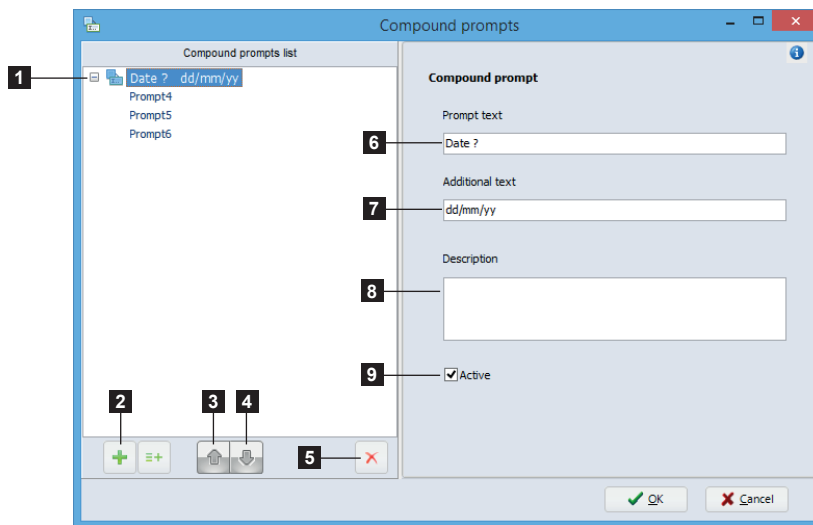 Compound prompts
Compound prompts list
1
Date ?   dd/mm/yy
Prompt4
Prompt5
Prompt6
2
3
4
5
Compound prompt
Prompt text
6
Date ?
Additional text
7
dd/mm/yy
Description
8
9
Active
OK
Cancel